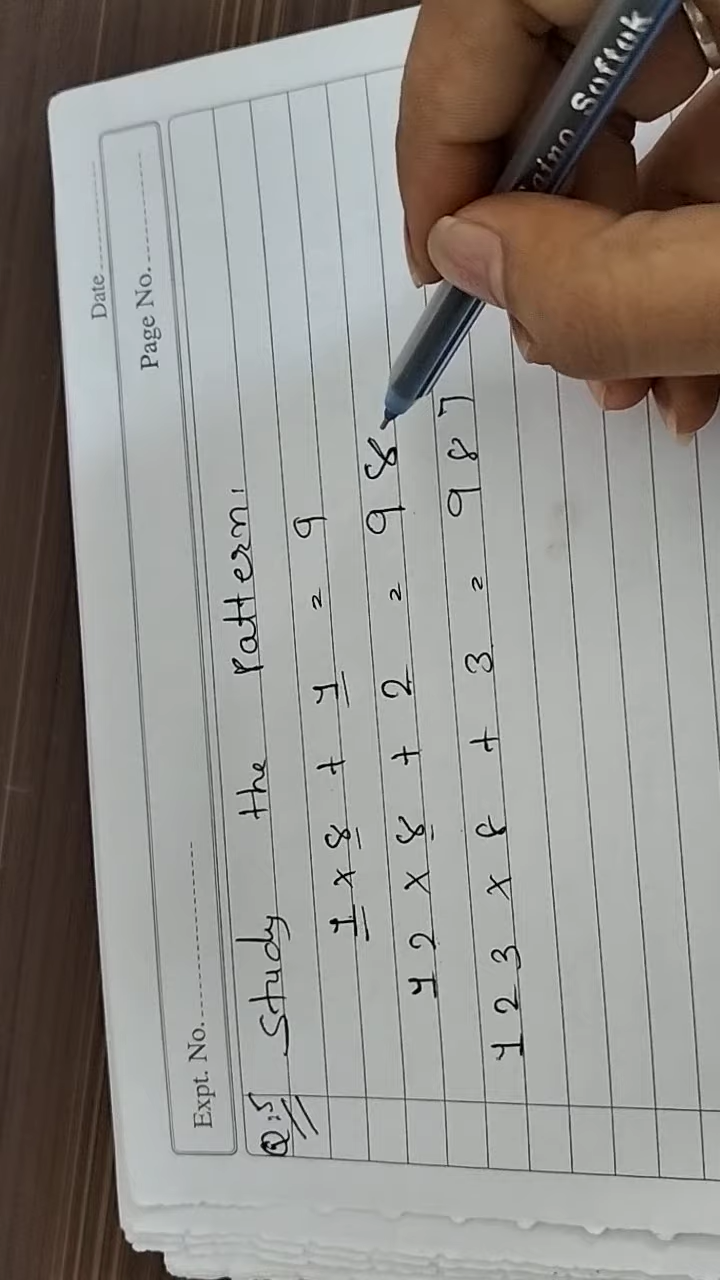 Date
Expt. No.
Page No.
Q:5 Study the Pattern.
1 x 8 + 1 = 9
12 x 8 + 2 = 98
123 x 8 + 3 = 987
Softek